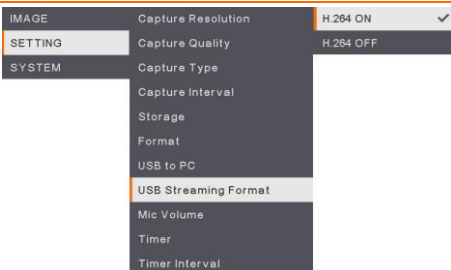 IMAGE
SETTING
SYSTEM
Capture Resolution
Capture Quality
Capture Type
Capture Interval
Storage
Format
USB to PC
USB Streaming Format
Mic Volume
Timer
Timer Interval
H.264 ON
H.264 OFF